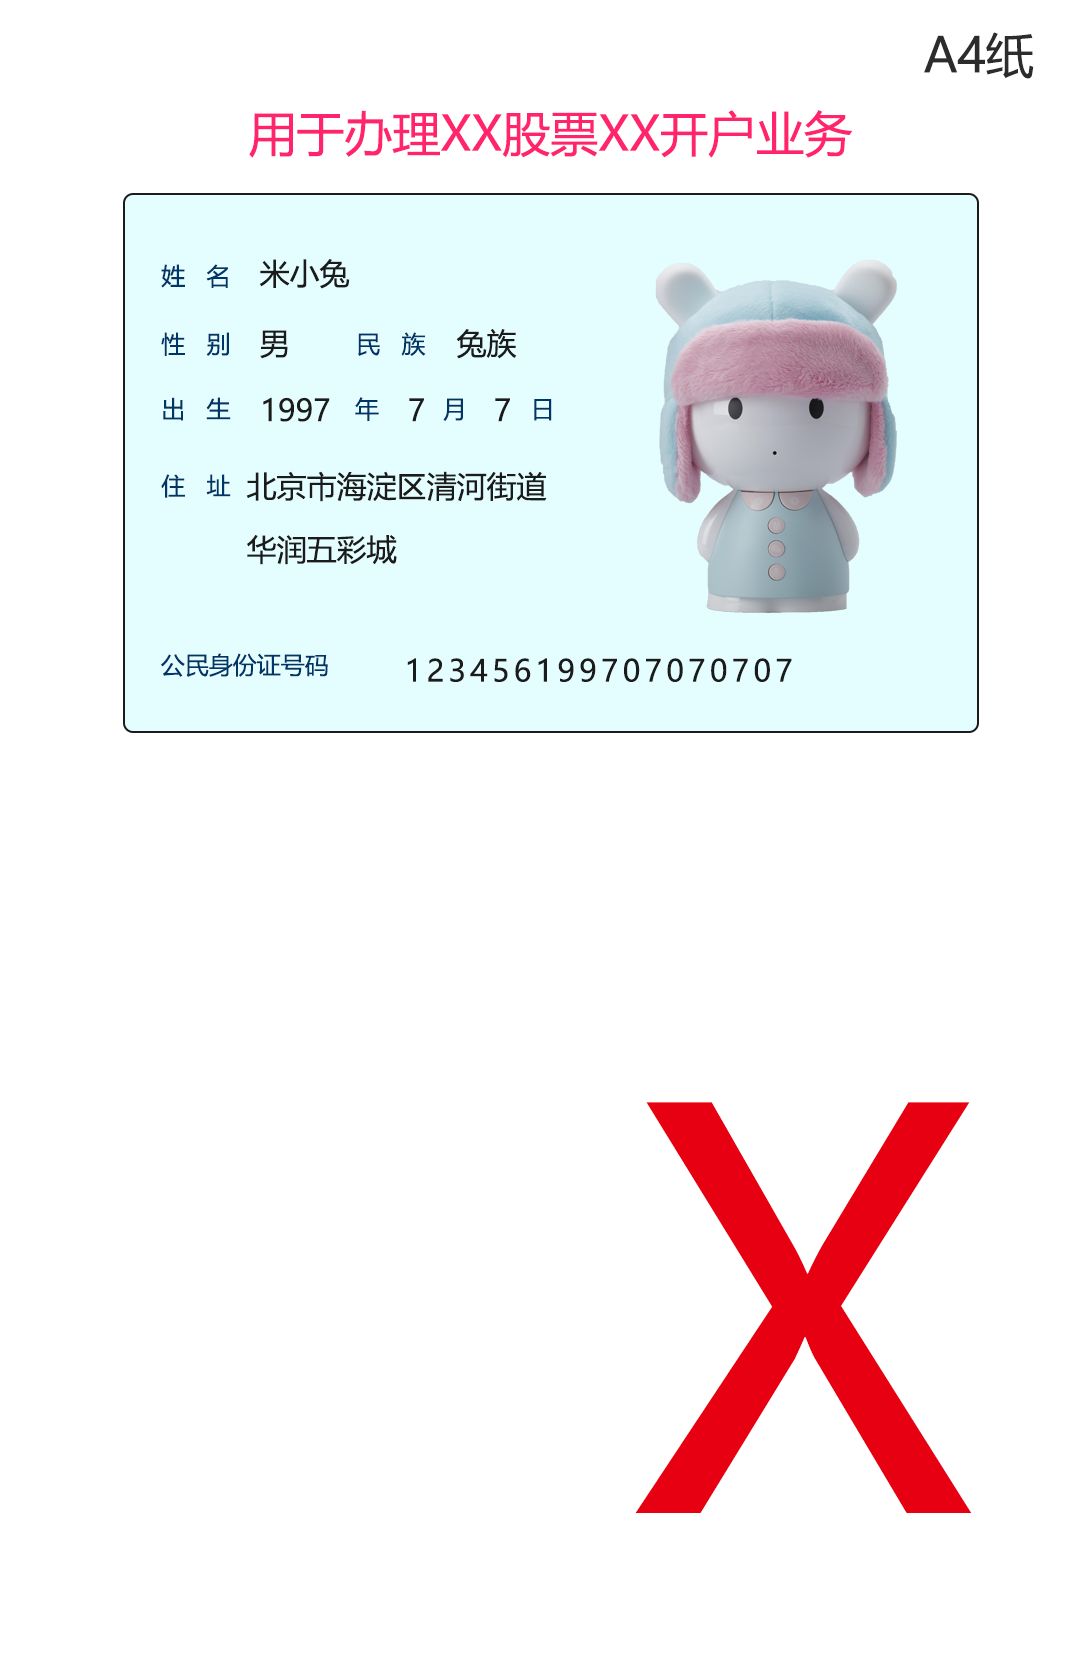 A4纸
用于办理XX股票XX开户业务
姓 名 米小兔
性 别 男 民 族 兔族
出 生 1997 年 7 月 7 日
住 址 北京市海淀区清河街道
华润五彩城
公民身份证号码 123456199707070707
X